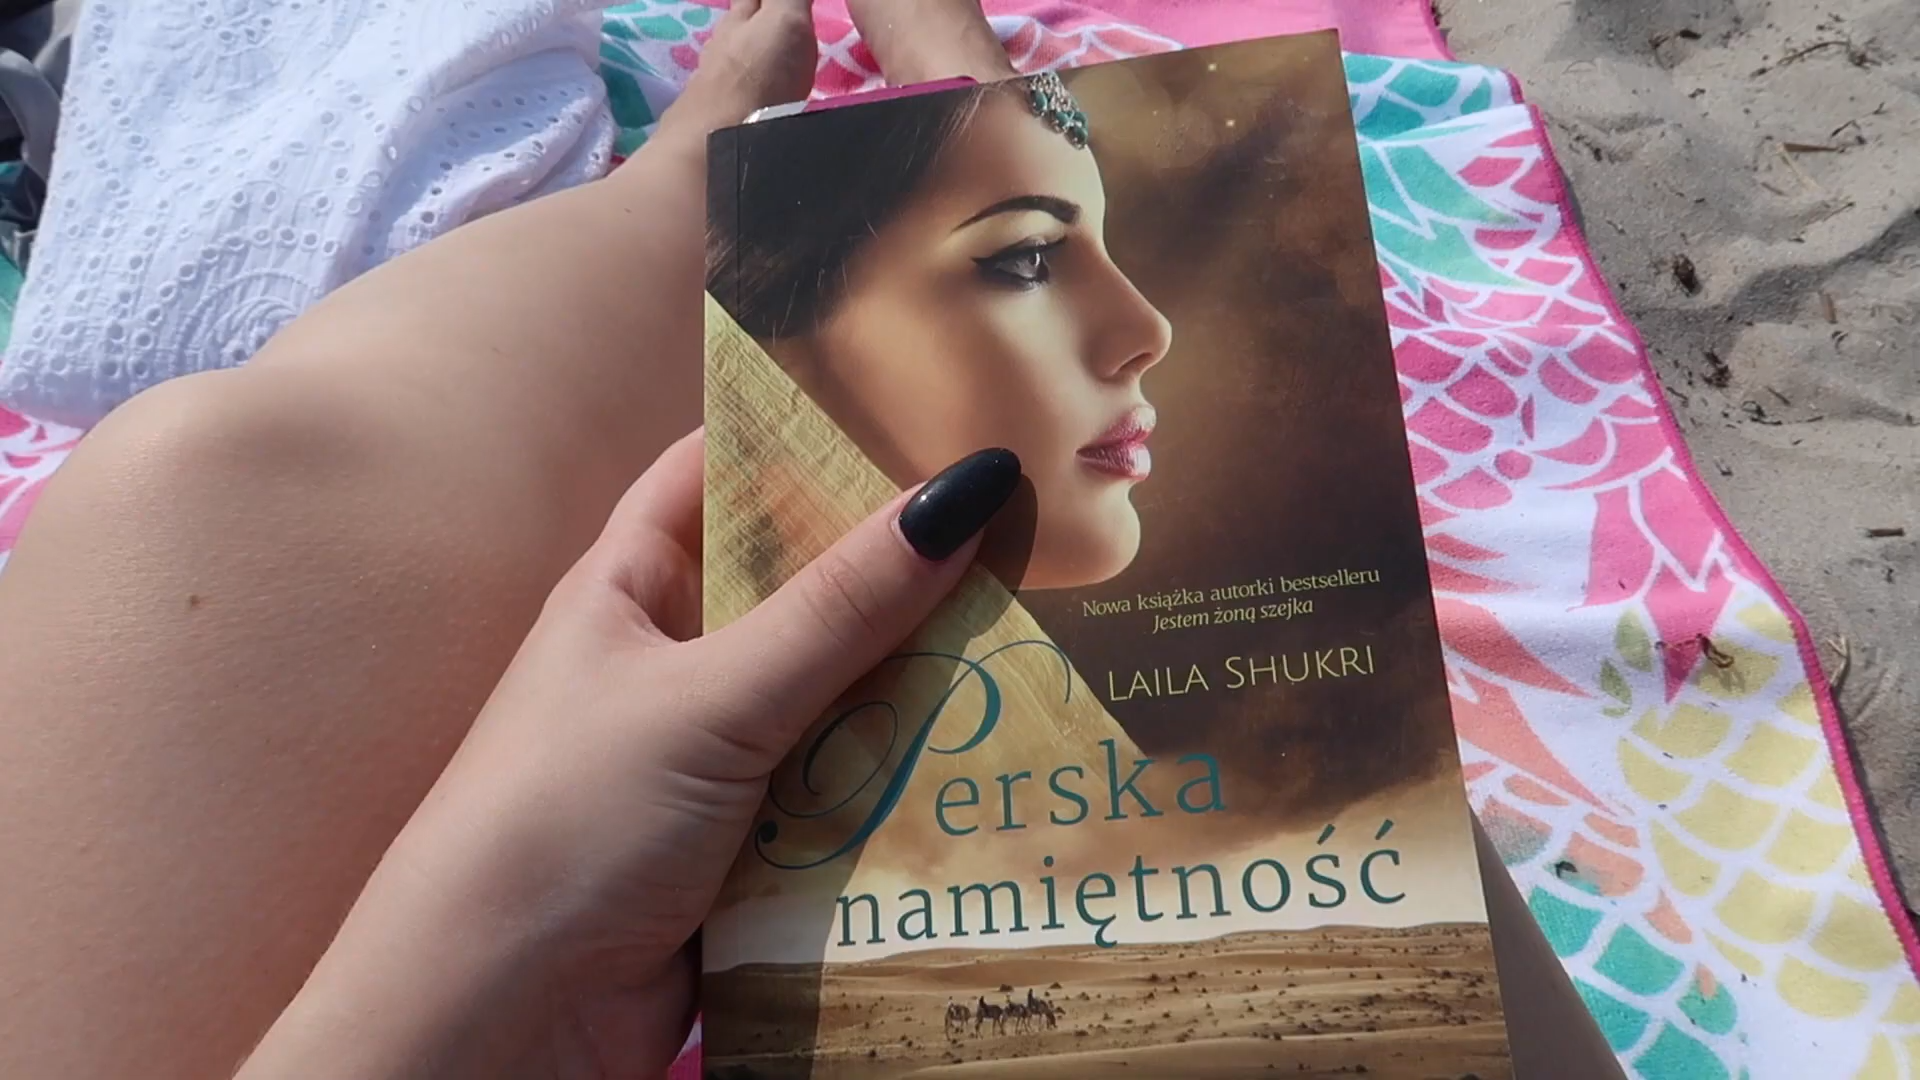 Nowa książka autorki bestselleru
Jestem żoną szejka
LAILA SHUKRI
Perska
namiętność